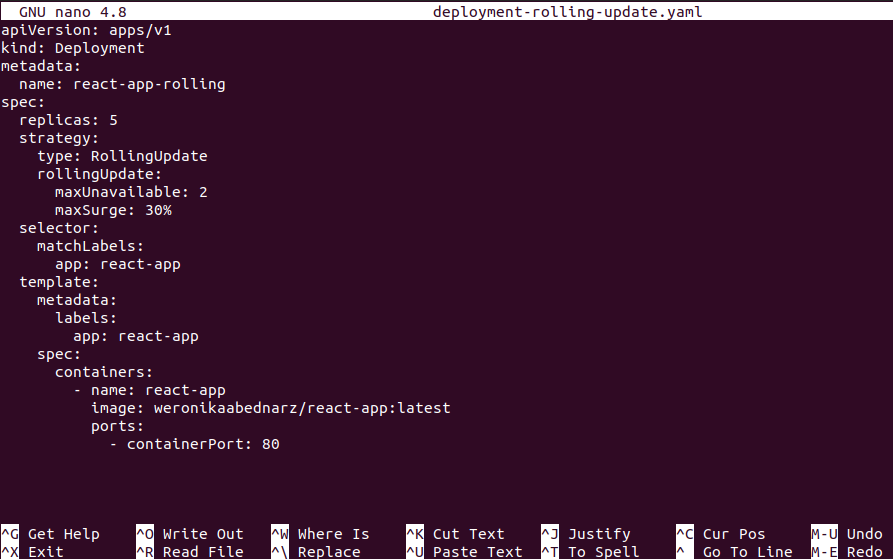 GNU nano 4.8 deployment-rolling-update.yaml
apiVersion: apps/v1
kind: Deployment
metadata:
  name: react-app-rolling
spec:
  replicas: 5
  strategy:
    type: RollingUpdate
    rollingUpdate:
      maxUnavailable: 2
      maxSurge: 30%
  selector:
    matchLabels:
      app: react-app
  template:
    metadata:
      labels:
        app: react-app
    spec:
      containers:
        - name: react-app
          image: weronikaabednarz/react-app:latest
          ports:
            - containerPort: 80
^G Get Help ^O Write Out ^W Where Is ^K Cut Text ^J Justify ^C Cur Pos M-U Undo
^X Exit ^R Read File ^\ Replace ^U Paste Text ^T To Spell ^_ Go To Line M-E Redo